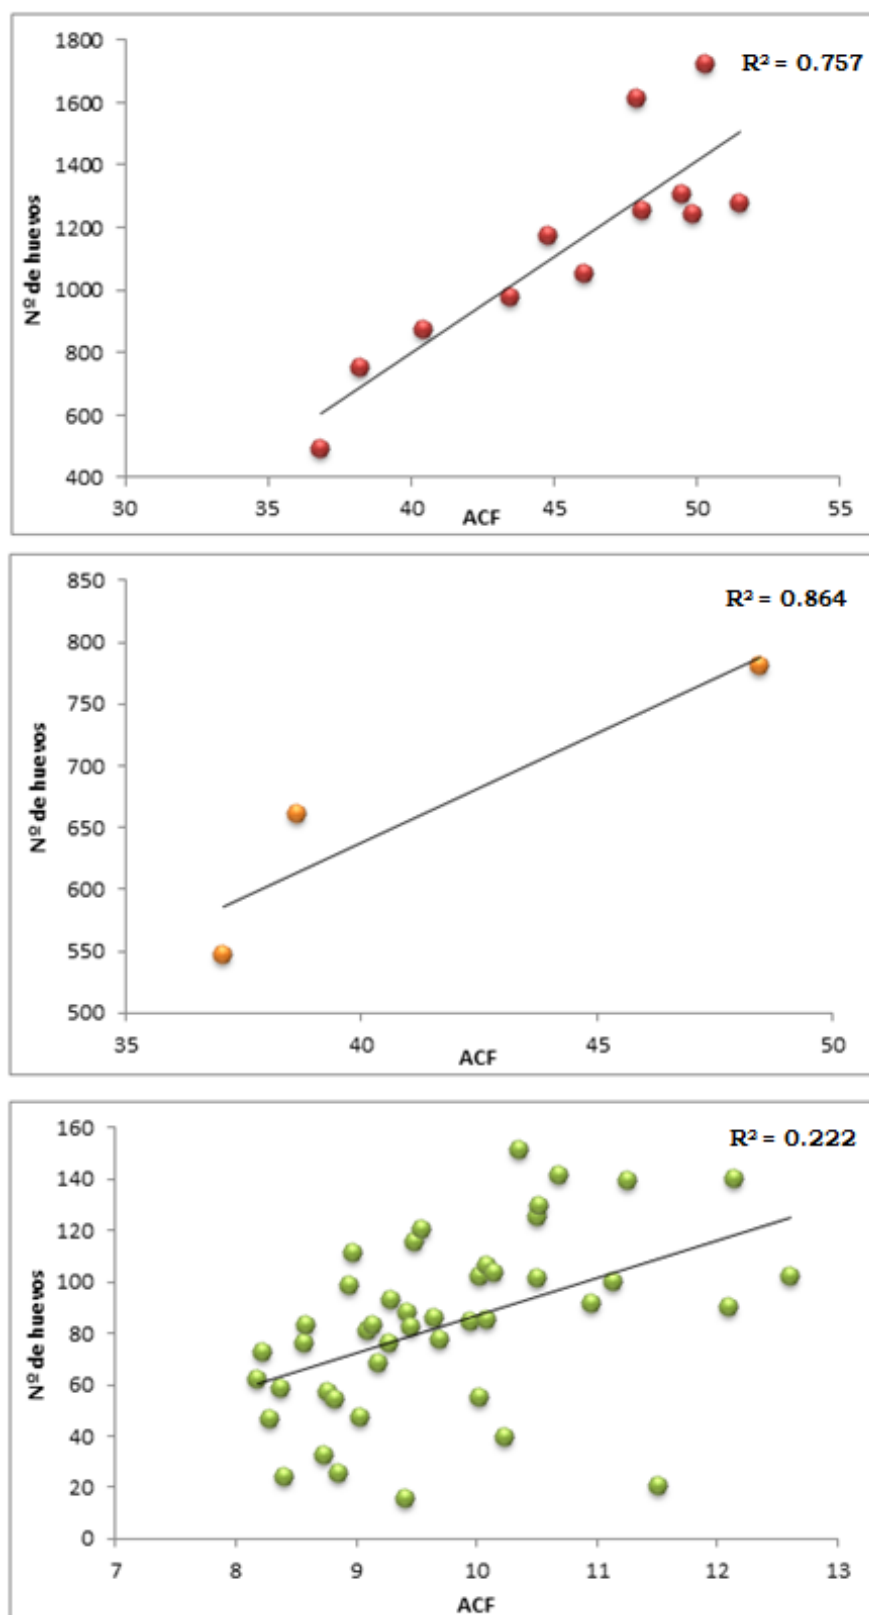 1800
R² = 0.757
1600
1400
1200
1000
800
600
400
Nº de huevos
30 35 40 45 50 55
ACF
850
R² = 0.864
800
750
700
650
600
550
500
Nº de huevos
35 40 45 50
ACF
160
R² = 0.222
140
120
100
80
60
40
20
0
Nº de huevos
7 8 9 10 11 12 13
ACF